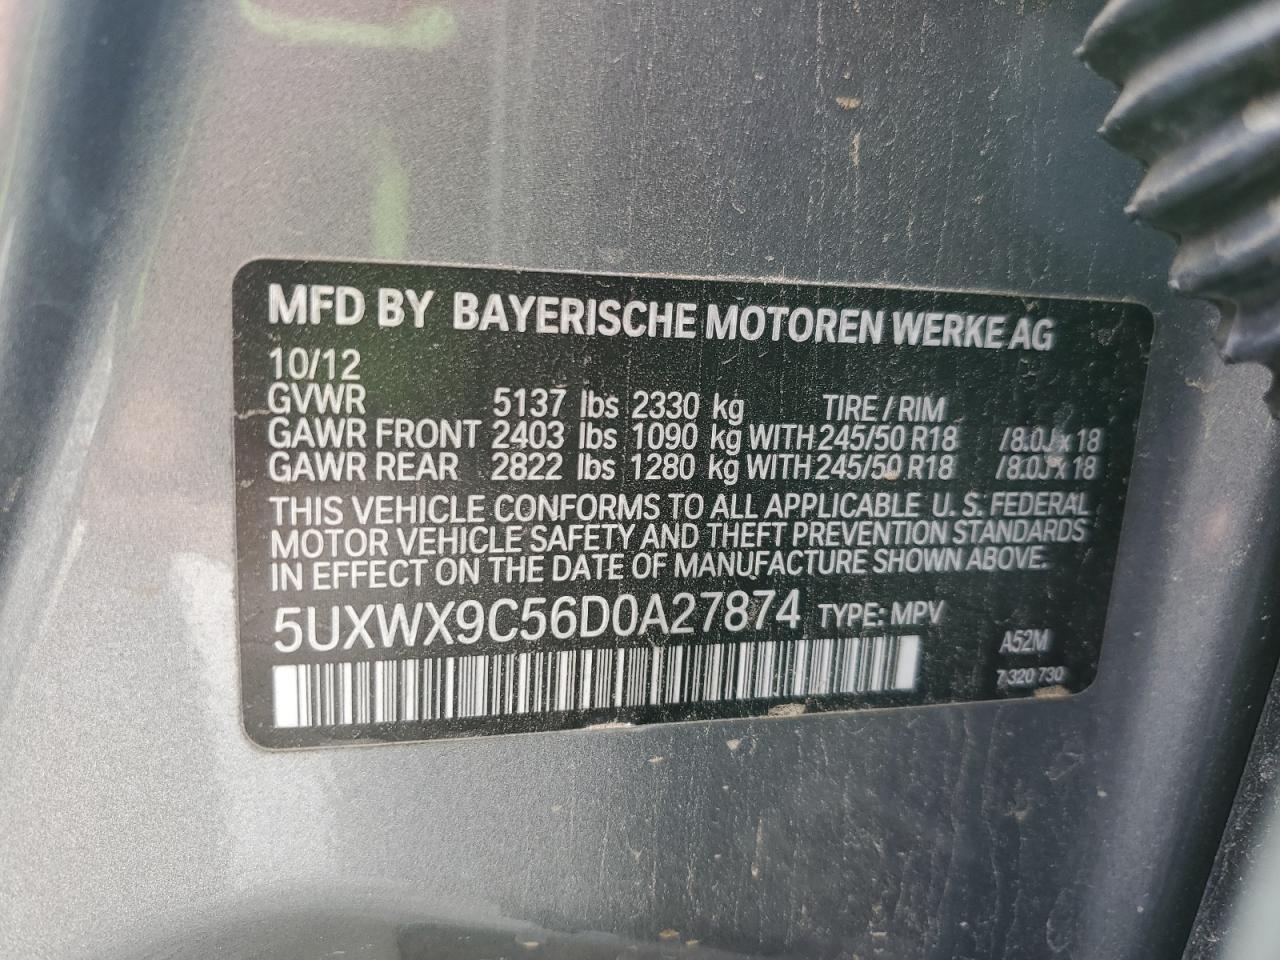 MFD BY BAYERISCHE MOTOREN WERKE AG
10/12
GVWR 5137 lbs 2330 kg TIRE / RIM
GAWR FRONT 2403 lbs 1090 kg WITH 245/50 R18 /8.0J x 18
GAWR REAR 2822 lbs 1280 kg WITH 245/50 R18 /8.0J x 18
THIS VEHICLE CONFORMS TO ALL APPLICABLE U.S. FEDERAL
MOTOR VEHICLE SAFETY AND THEFT PREVENTION STANDARDS
IN EFFECT ON THE DATE OF MANUFACTURE SHOWN ABOVE.
5UXWX9C56D0A27874 TYPE: MPV
A52M
7 320 730